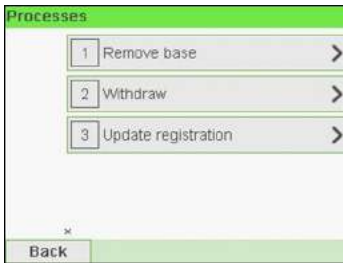 Processes
1 Remove base
2 Withdraw
3 Update registration
Back